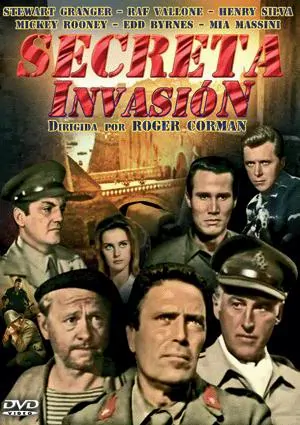 STEWART GRANGER - RAF VALLONE - HENRY SILVA
MICKEY ROONEY - EDD BYRNES - MIA MASSINI
SECRETA
INVASIÓN
DIRIGIDA POR ROGER CORMAN
DVD
VIDEO